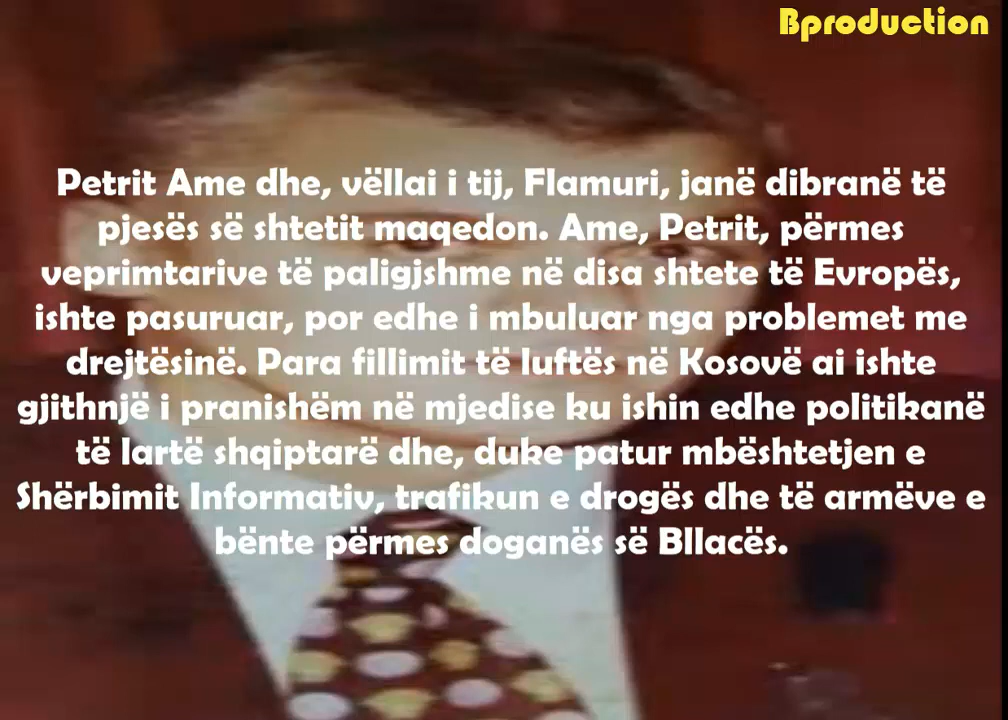 Bproduction
Petrit Ame dhe, vëllai i tij, Flamuri, janë dibranë të
pjesës së shtetit maqedon. Ame, Petrit, përmes
veprimtarive të paligjshme në disa shtete të Evropës,
ishte pasuruar, por edhe i mbuluar nga problemet me
drejtësinë. Para fillimit të luftës në Kosovë ai ishte
gjithnjë i pranishëm në mjedise ku ishin edhe politikanë
të lartë shqiptarë dhe, duke patur mbështetjen e
Shërbimit Informativ, trafikun e drogës dhe të armëve e
bënte përmes doganës së Bllacës.